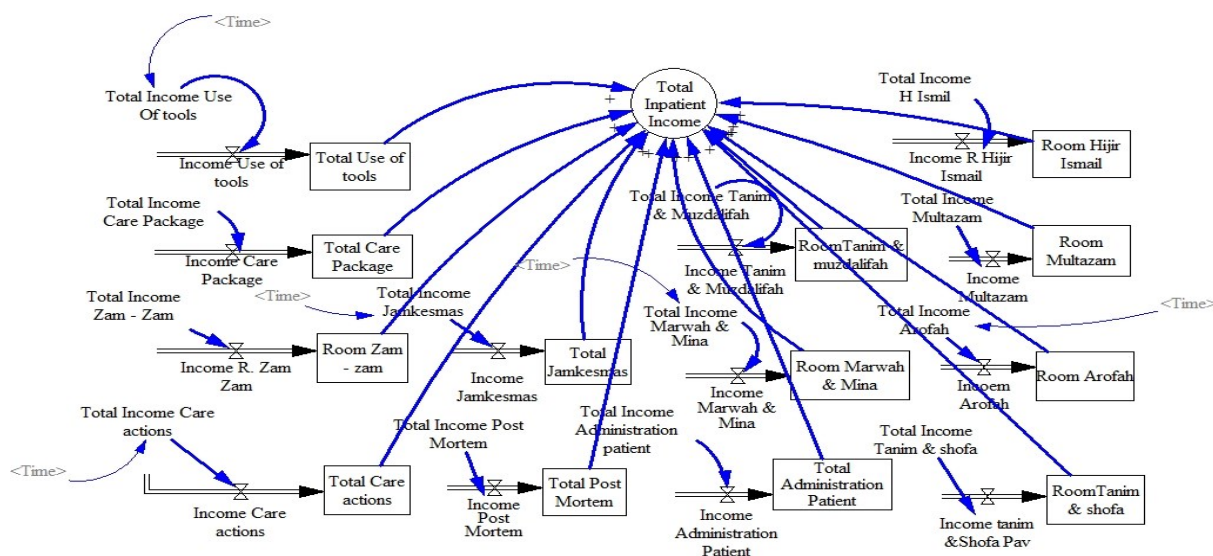 <Time>
Total Income Use
Of tools
Income Use of
tools
Total Use of
tools
Total
Inpatient
Income
Total Income
H Ismil
Income R Hijir
Ismail
Room Hijir
Ismail
Total Income
Care Package
Income Care
Package
Total Care
Package
Total Income Tanim
& Muzdalifah
Income Tanim
& Muzdalifah
RoomTanim &
muzdalifah
Total Income
Multazam
Income
Multazam
Room
Multazam
Total Income
Zam - Zam
Income R. Zam
Zam
Room Zam
- zam
<Time>
Total Income
Jamkesmas
Income
Jamkesmas
Total
Jamkesmas
<Time>
Total Income
Marwah &
Mina
Income
Marwah &
Mina
Room Marwah
& Mina
<Time>
Total Income
Arofah
Incoem
Arofah
Room Arofah
Total Income Care
actions
<Time>
Income Care
actions
Total Care
actions
Total Income Post
Mortem
Income
Post
Mortem
Total Post
Mortem
Total Income
Administration
patient
Income
Administration
Patient
Total
Administration
Patient
Total Income
Tanim & shofa
Income tanim
&Shofa Pav
RoomTanim
& shofa